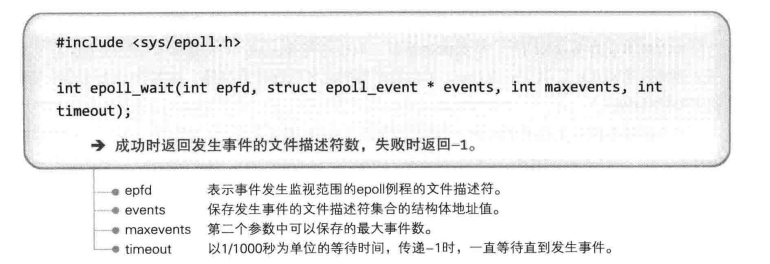 #include <sys/epoll.h>
int epoll_wait(int epfd, struct epoll_event * events, int maxevents, int
timeout);
➔ 成功时返回发生事件的文件描述符数，失败时返回–1。
epfd 表示事件发生监视范围的epoll例程的文件描述符。
events 保存发生事件的文件描述符集合的结构体地址值。
maxevents 第二个参数中可以保存的最大事件数。
timeout 以1/1000秒为单位的等待时间，传递–1时，一直等待直到发生事件。